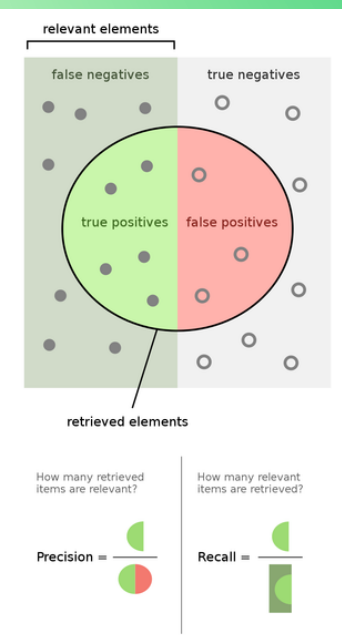 relevant elements
false negatives
true negatives
true positives
false positives
retrieved elements
How many retrieved
items are relevant?
Precision =
How many relevant
items are retrieved?
Recall =